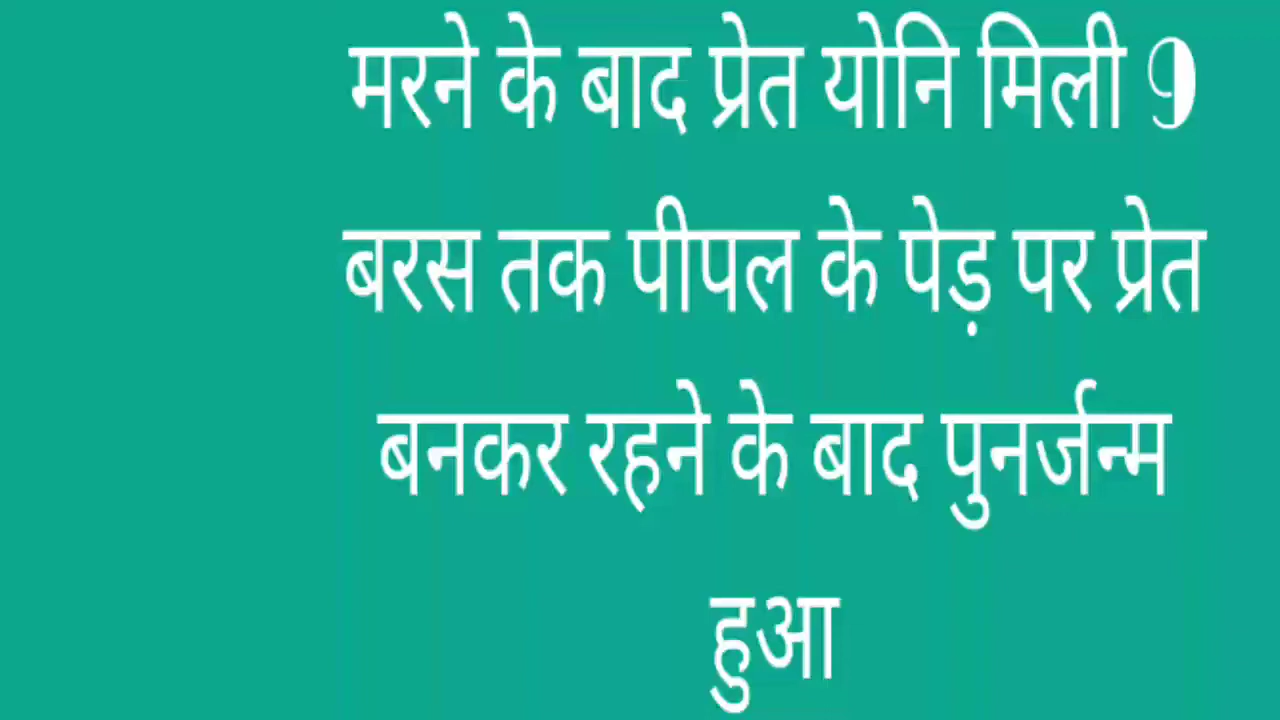 मरने के बाद प्रेत योनि मिली 9
बरस तक पीपल के पेड़ पर प्रेत
बनकर रहने के बाद पुनर्जन्म
हुआ